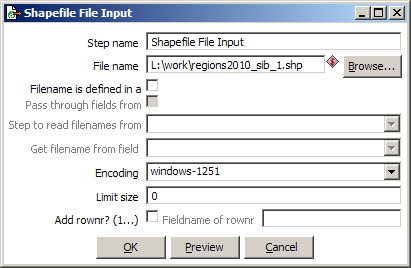 Shapefile File Input
Step name Shapefile File Input
File name L:\work\regions2010_sib_1.shp Browse...
Filename is defined in a
Pass through fields from
Step to read filenames from
Get filename from field
Encoding windows-1251
Limit size 0
Add rownr? (1...) Fieldname of rownr
OK Preview Cancel